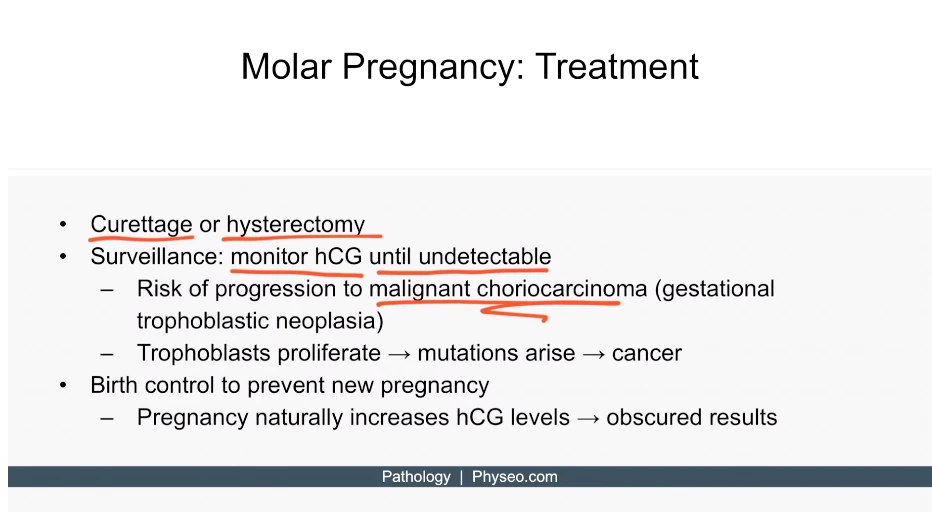 Molar Pregnancy: Treatment
• Curettage or hysterectomy
• Surveillance: monitor hCG until undetectable
– Risk of progression to malignant choriocarcinoma (gestational
trophoblastic neoplasia)
– Trophoblasts proliferate → mutations arise → cancer
• Birth control to prevent new pregnancy
– Pregnancy naturally increases hCG levels → obscured results
Pathology | Physeo.com